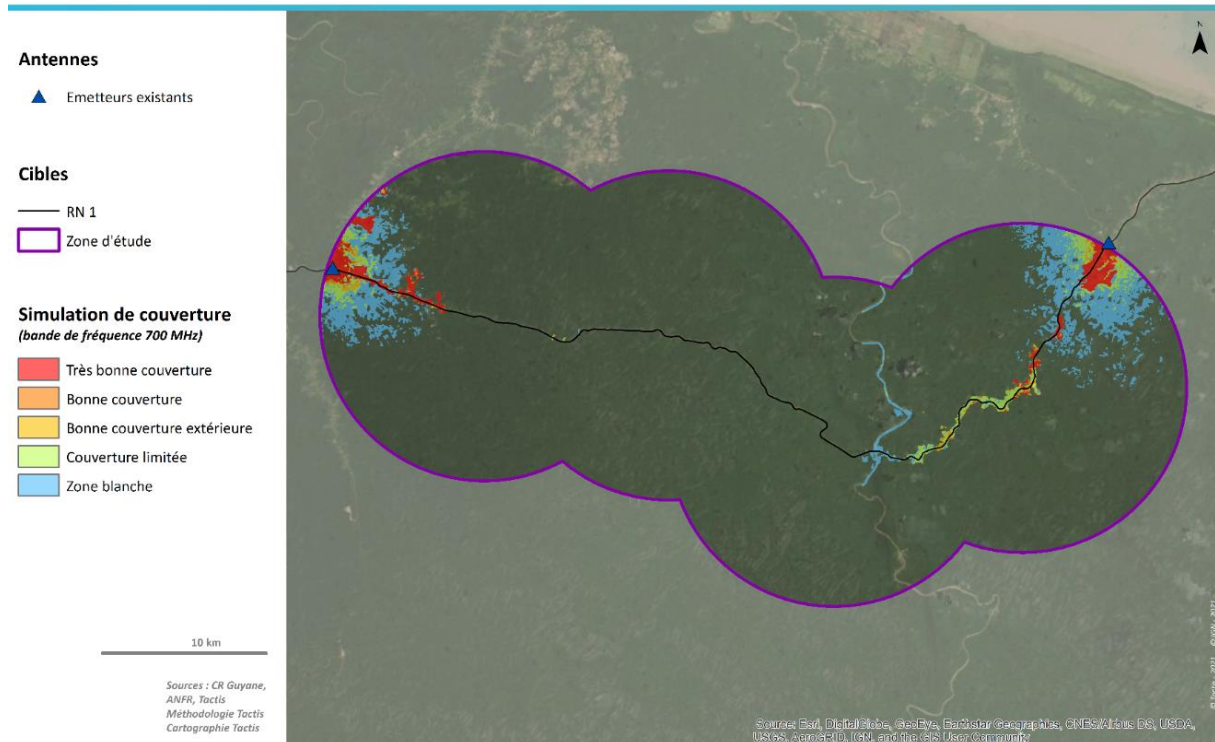 Antennes
Emetteurs existants
Cibles
RN 1
Zone d'étude
Simulation de couverture
(bande de fréquence 700 MHz)
Très bonne couverture
Bonne couverture
Bonne couverture extérieure
Couverture limitée
Zone blanche
10 km
Sources : CR Guyane,
ANFR, Tactis
Méthodologie Tactis
Cartographie Tactis
N
Source: Esri, DigitalGlobe, GeoEye, Earthstar Geographics, CNES/Airbus DS, USDA,
USGS, AeroGRID, IGN, and the GIS User Community